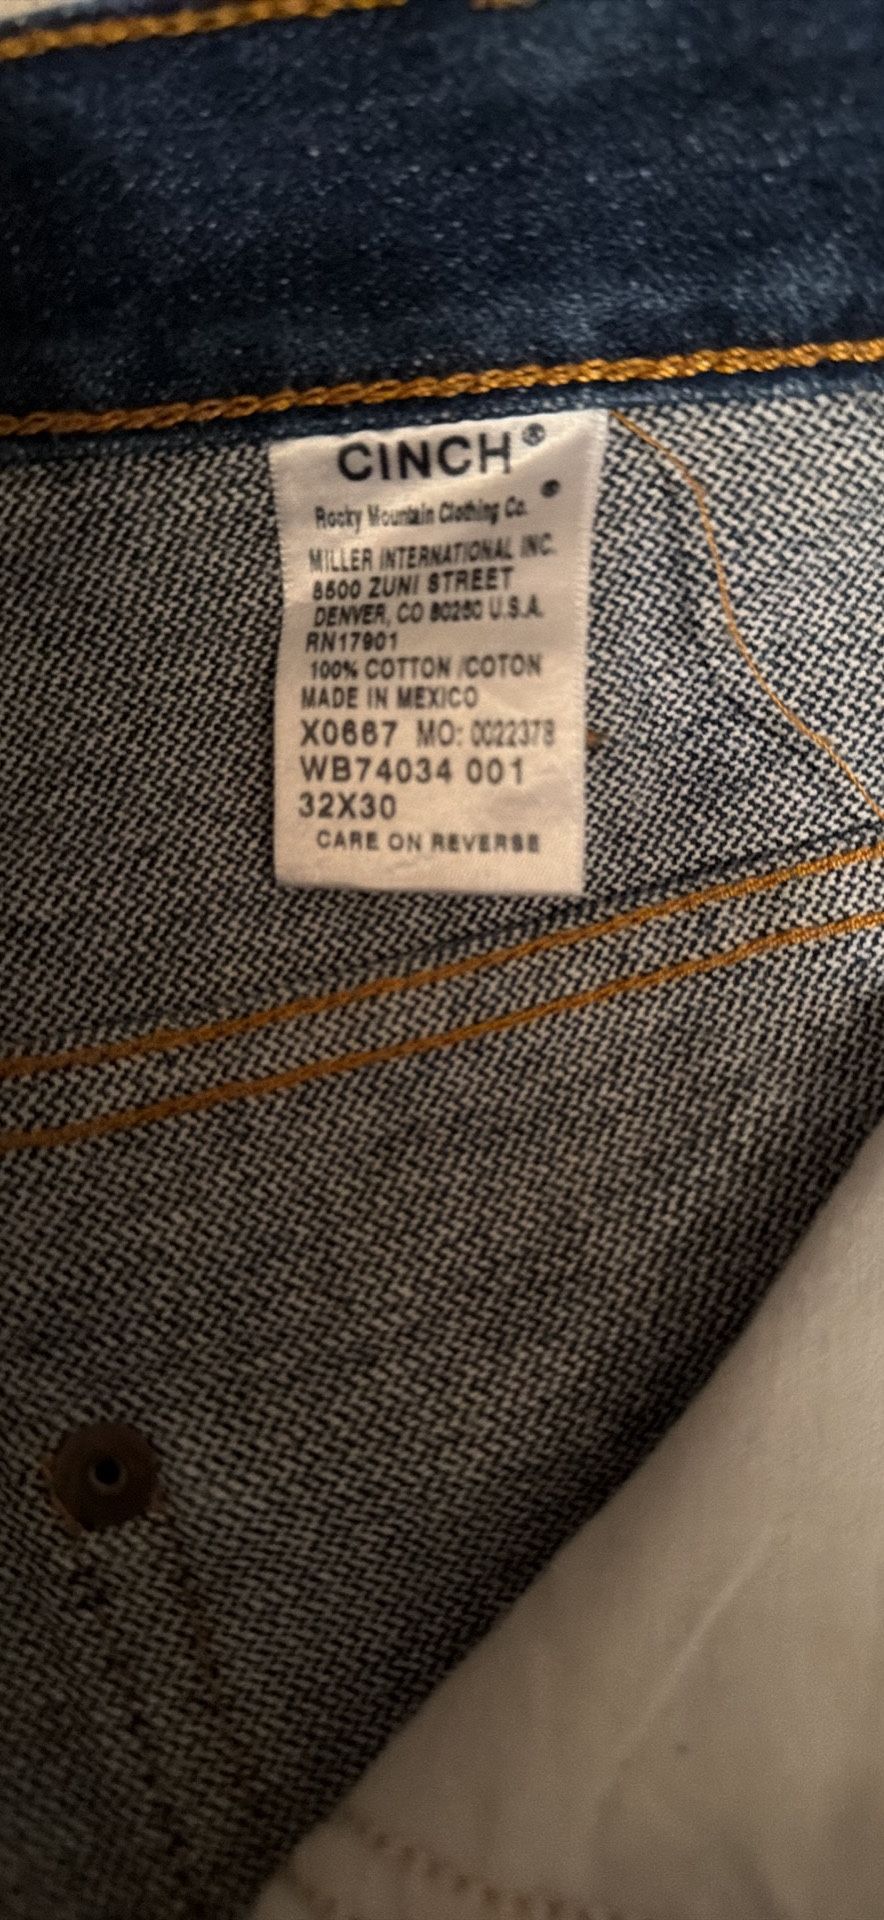 CINCH®
Rocky Mountain Clothing Co. ®
MILLER INTERNATIONAL INC.
8500 ZUNI STREET
DENVER, CO 80260 U.S.A.
RN17901
100% COTTON /COTON
MADE IN MEXICO
X0667 MO: 0022378
WB74034 001
32X30
CARE ON REVERSE